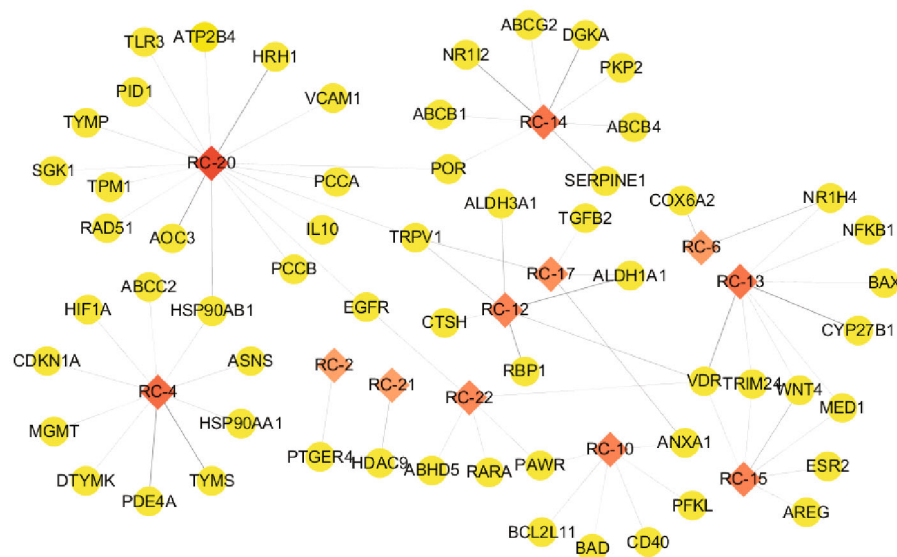 ABCG2
TLR3
ATP2B4
DGKA
HRH1
NR1I2
PKP2
PID1
VCAM1
TYMP
ABCB1
RC-14
ABCB4
RC-20
SGK1
POR
TPM1
PCCA
SERPINE1
ALDH3A1
COX6A2
NR1H4
TGFB2
RAD51
IL10
AOC3
TRPV1
NFKB1
RC-6
PCCB
RC-17
ALDH1A1
RC-13
BAX
ABCC2
HIF1A
HSP90AB1
EGFR
RC-12
CTSH
CYP27B1
CDKN1A
ASNS
RC-2
RBP1
RC-4
RC-21
VDR
TRIM24
WNT4
RC-22
MED1
HSP90AA1
MGMT
ANXA1
PTGER4
HDAC9
RC-10
DTYMK
TYMS
ABHD5
RARA
PAWR
ESR2
RC-15
PDE4A
PFKL
AREG
BCL2L11
BAD
CD40